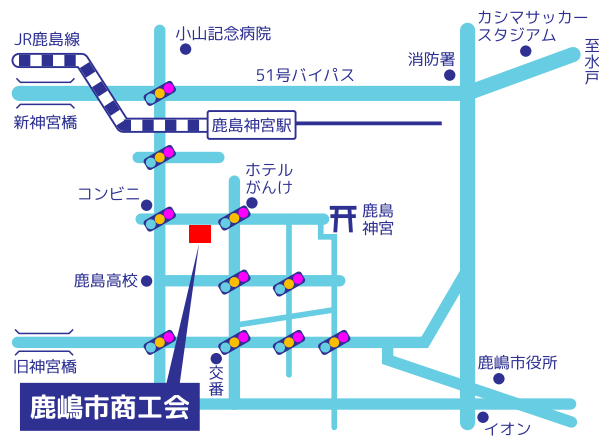 カシマサッカー
スタジアム
小山記念病院
JR鹿島線
至水戸
消防署
51号バイパス
新神宮橋
鹿島神宮駅
ホテル
がんけ
コンビニ
鹿島
神宮
鹿島高校
旧神宮橋
交番
鹿嶋市役所
鹿嶋市商工会
イオン